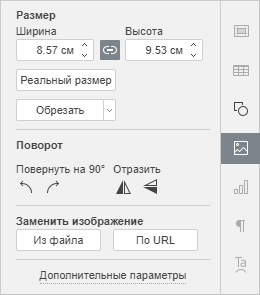 Размер
Ширина Высота
8.57 см 9.53 см
Реальный размер
Обрезать
Поворот
Повернуть на 90° Отразить
Заменить изображение
Из файла По URL
Дополнительные параметры
Ta